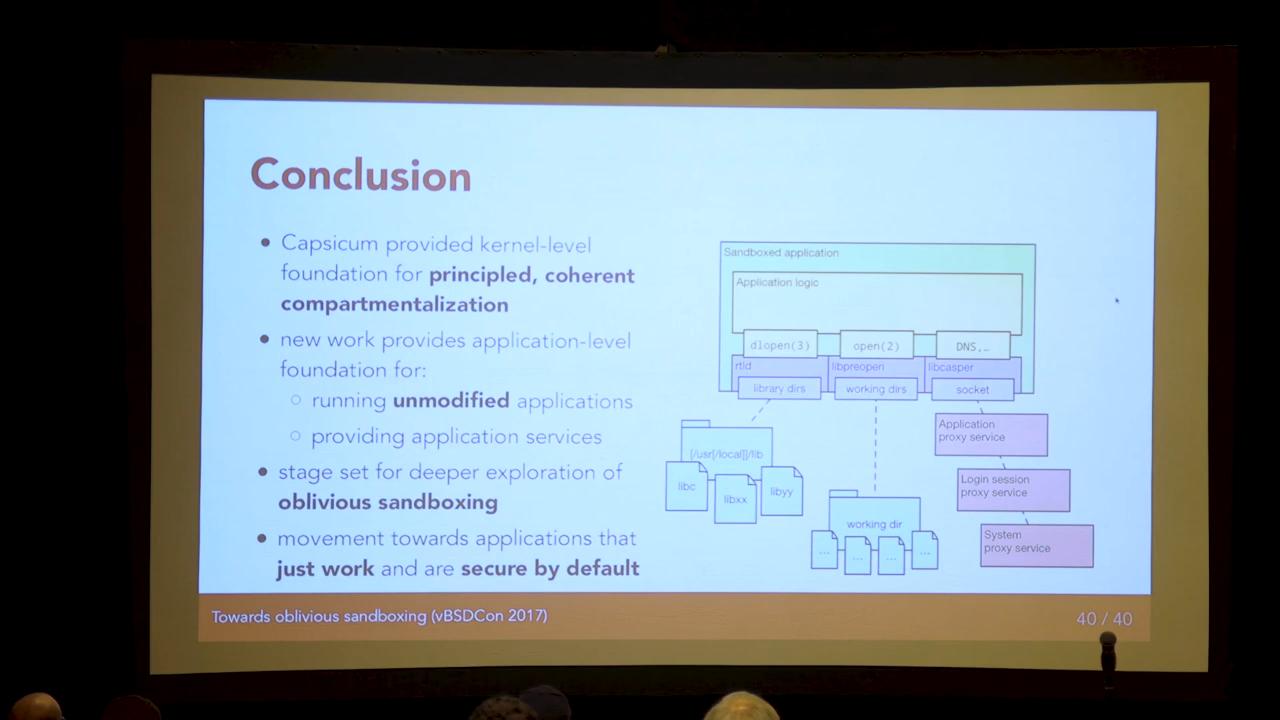 Conclusion
• Capsicum provided kernel-level
foundation for principled, coherent
compartmentalization
• new work provides application-level
foundation for:
○ running unmodified applications
○ providing application services
• stage set for deeper exploration of
oblivious sandboxing
• movement towards applications that
just work and are secure by default
Sandboxed application
Application logic
dlopen(3)
open(2)
DNS,…
rtld
libpreopen
libcasper
library dirs
working dirs
socket
[/usr[/local]]/lib
libc
libxx
libyy
working dir
...
...
...
...
Application
proxy service
Login session
proxy service
System
proxy service
Towards oblivious sandboxing (vBSDCon 2017)
40 / 40